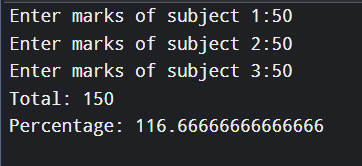 Enter marks of subject 1:50
Enter marks of subject 2:50
Enter marks of subject 3:50
Total: 150
Percentage: 116.66666666666666